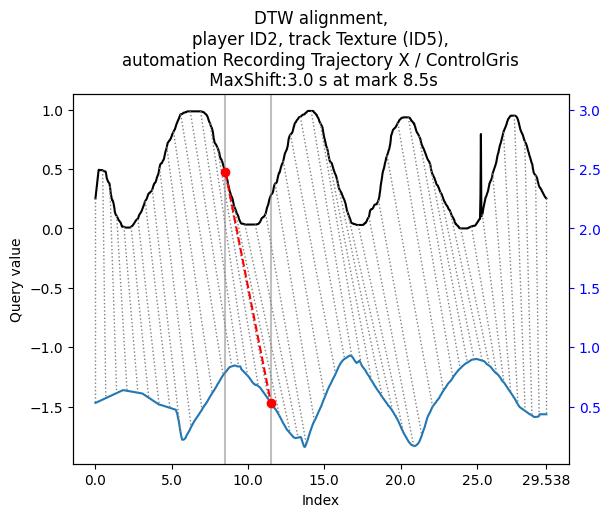 DTW alignment,
player ID2, track Texture (ID5),
automation Recording Trajectory X / ControlGris
MaxShift:3.0 s at mark 8.5s
1.0
0.5
0.0
−0.5
−1.0
−1.5
Query value
3.0
2.5
2.0
1.5
1.0
0.5
0.0 5.0 10.0 15.0 20.0 25.0 29.538
Index